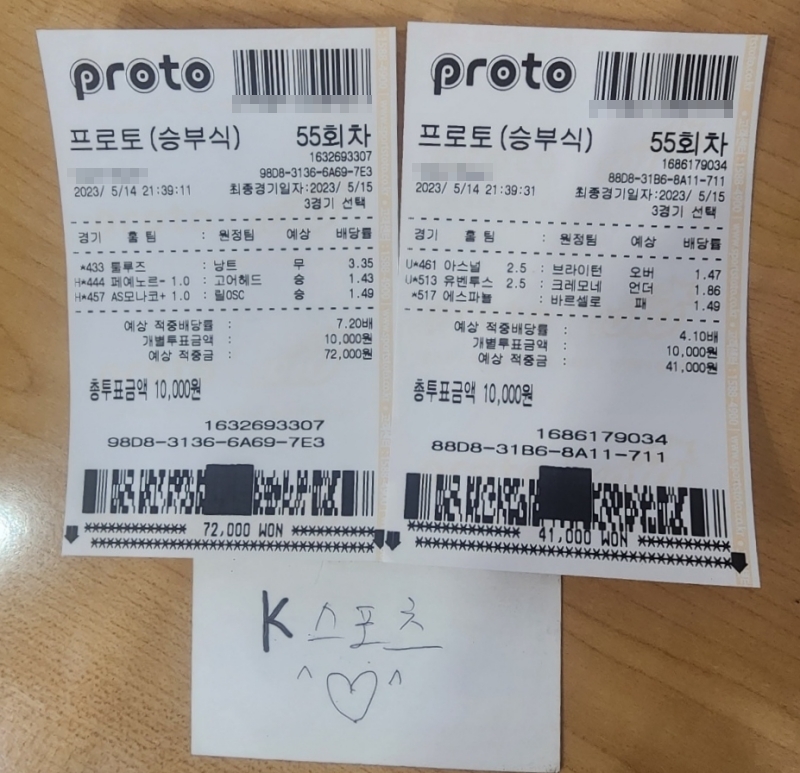 proto
프로토(승부식) 55회차
1632693307
98D8-3136-6A69-7E3
2023/ 5/14 21:39:11 최종경기일자:2023/ 5/15
3경기 선택
경기 홈 팀 : 원정팀 예상 배당률
*433 툴루즈 : 낭트 무 3.35
H*444 페예노르- 1.0 : 고어헤드 승 1.43
H*457 AS모나코+ 1.0 : 릴OSC 승 1.49
예상 적중배당률 : 7.20배
개별투표금액 : 10,000원
예상 적중금 : 72,000원
총투표금액 10,000원
1632693307
98D8-3136-6A69-7E3
************** 72,000 WON **************
proto
프로토(승부식) 55회차
1686179034
88D8-31B6-8A11-711
2023/ 5/14 21:39:31 최종경기일자:2023/ 5/15
3경기 선택
경기 홈 팀 : 원정팀 예상 배당률
U*461 아스널 2.5 : 브라이턴 오버 1.47
U*513 유벤투스 2.5 : 크레모네 언더 1.86
*517 에스파뇰 : 바르셀로 패 1.49
예상 적중배당률 : 4.10배
개별투표금액 : 10,000원
예상 적중금 : 41,000원
총투표금액 10,000원
1686179034
88D8-31B6-8A11-711
************** 41,000 WON **************
K스포츠
^♡^